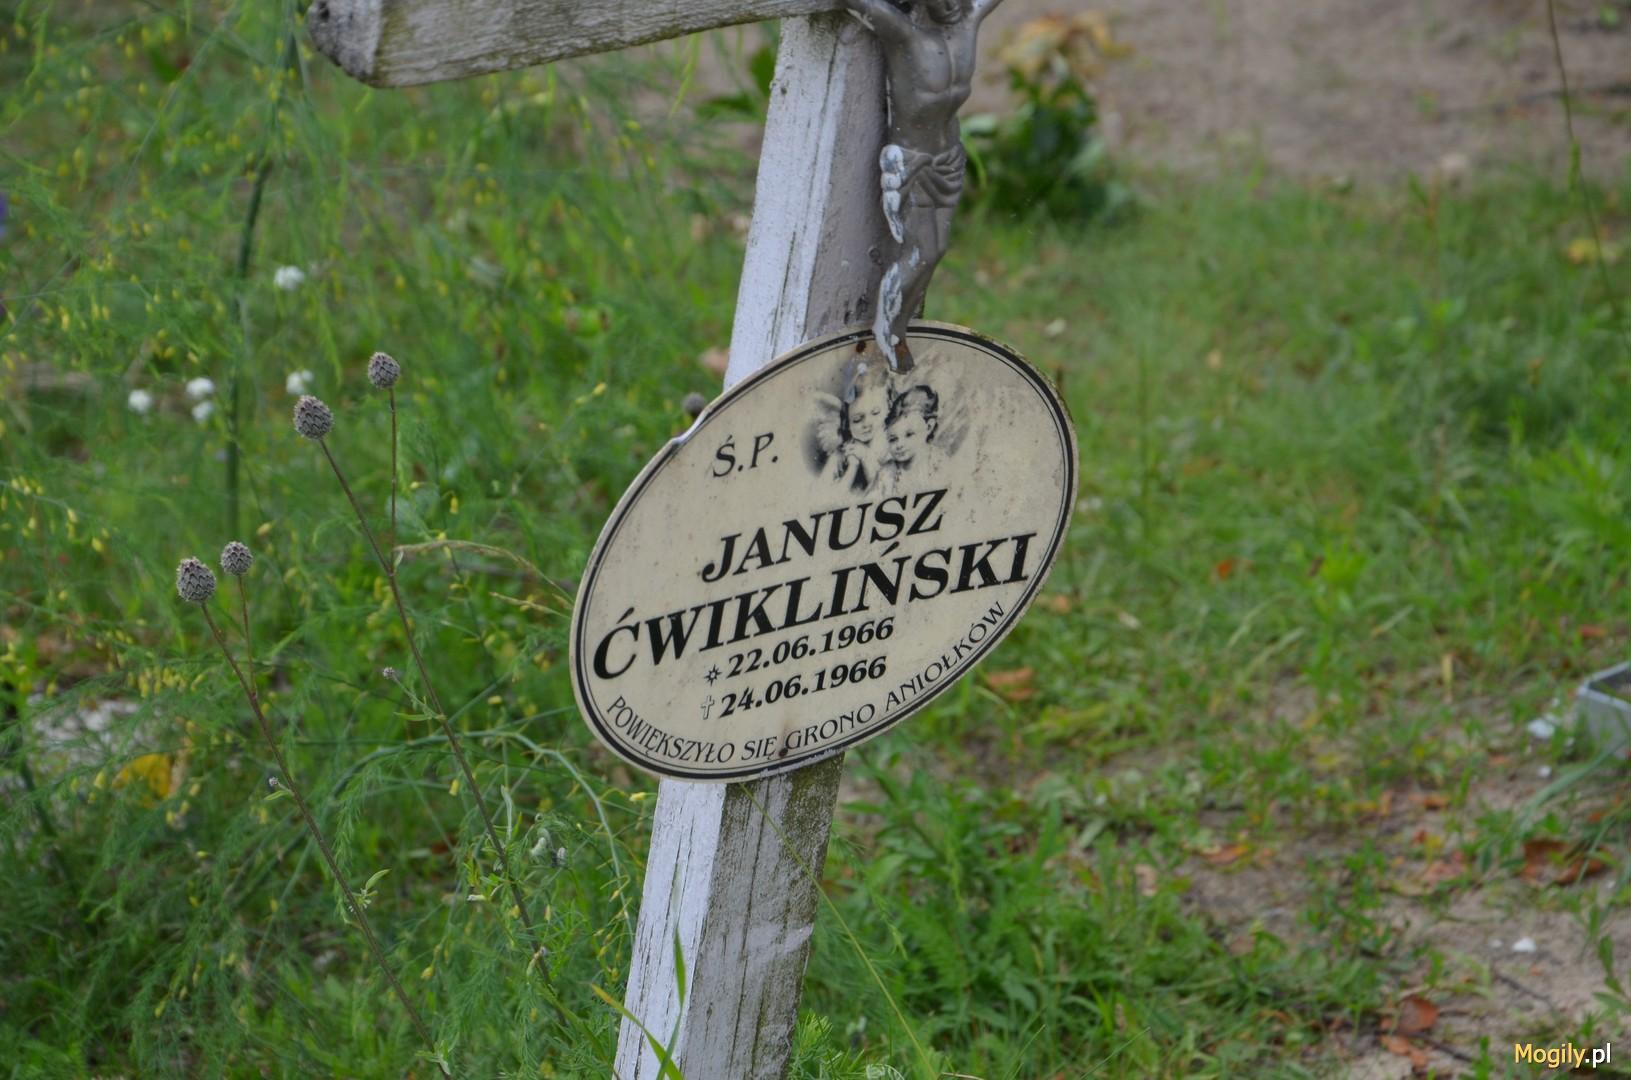 Ś.P.
JANUSZ
ĆWIKLIŃSKI
22.06.1966
† 24.06.1966
POWIĘKSZYŁO SIĘ GRONO ANIOŁKÓW
Mogily.pl